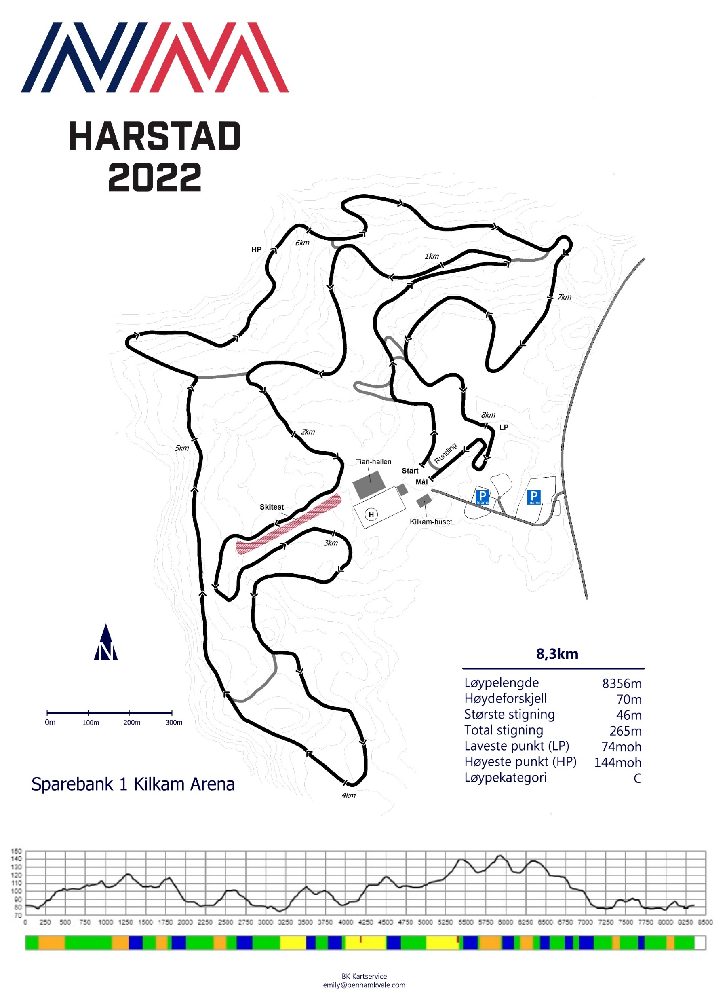 NM
HARSTAD
2022
HP
6km
1km
7km
2km
5km
8km
LP
Runding
Tian-hallen
Start
Mål
P
Teams
P
Teams
Skitest
H
Kilkam-huset
3km
N
0m 100m 200m 300m
4km
Sparebank 1 Kilkam Arena
8,3km
Løypelengde 8356m
Høydeforskjell 70m
Største stigning 46m
Total stigning 265m
Laveste punkt (LP) 74moh
Høyeste punkt (HP) 144moh
Løypekategori C
150
140
130
120
110
100
90
80
70
0 250 500 750 1000 1250 1500 1750 2000 2250 2500 2750 3000 3250 3500 3750 4000 4250 4500 4750 5000 5250 5500 5750 6000 6250 6500 6750 7000 7250 7500 7750 8000 8250 8500
BK Kartservice
emily@benhamkvale.com